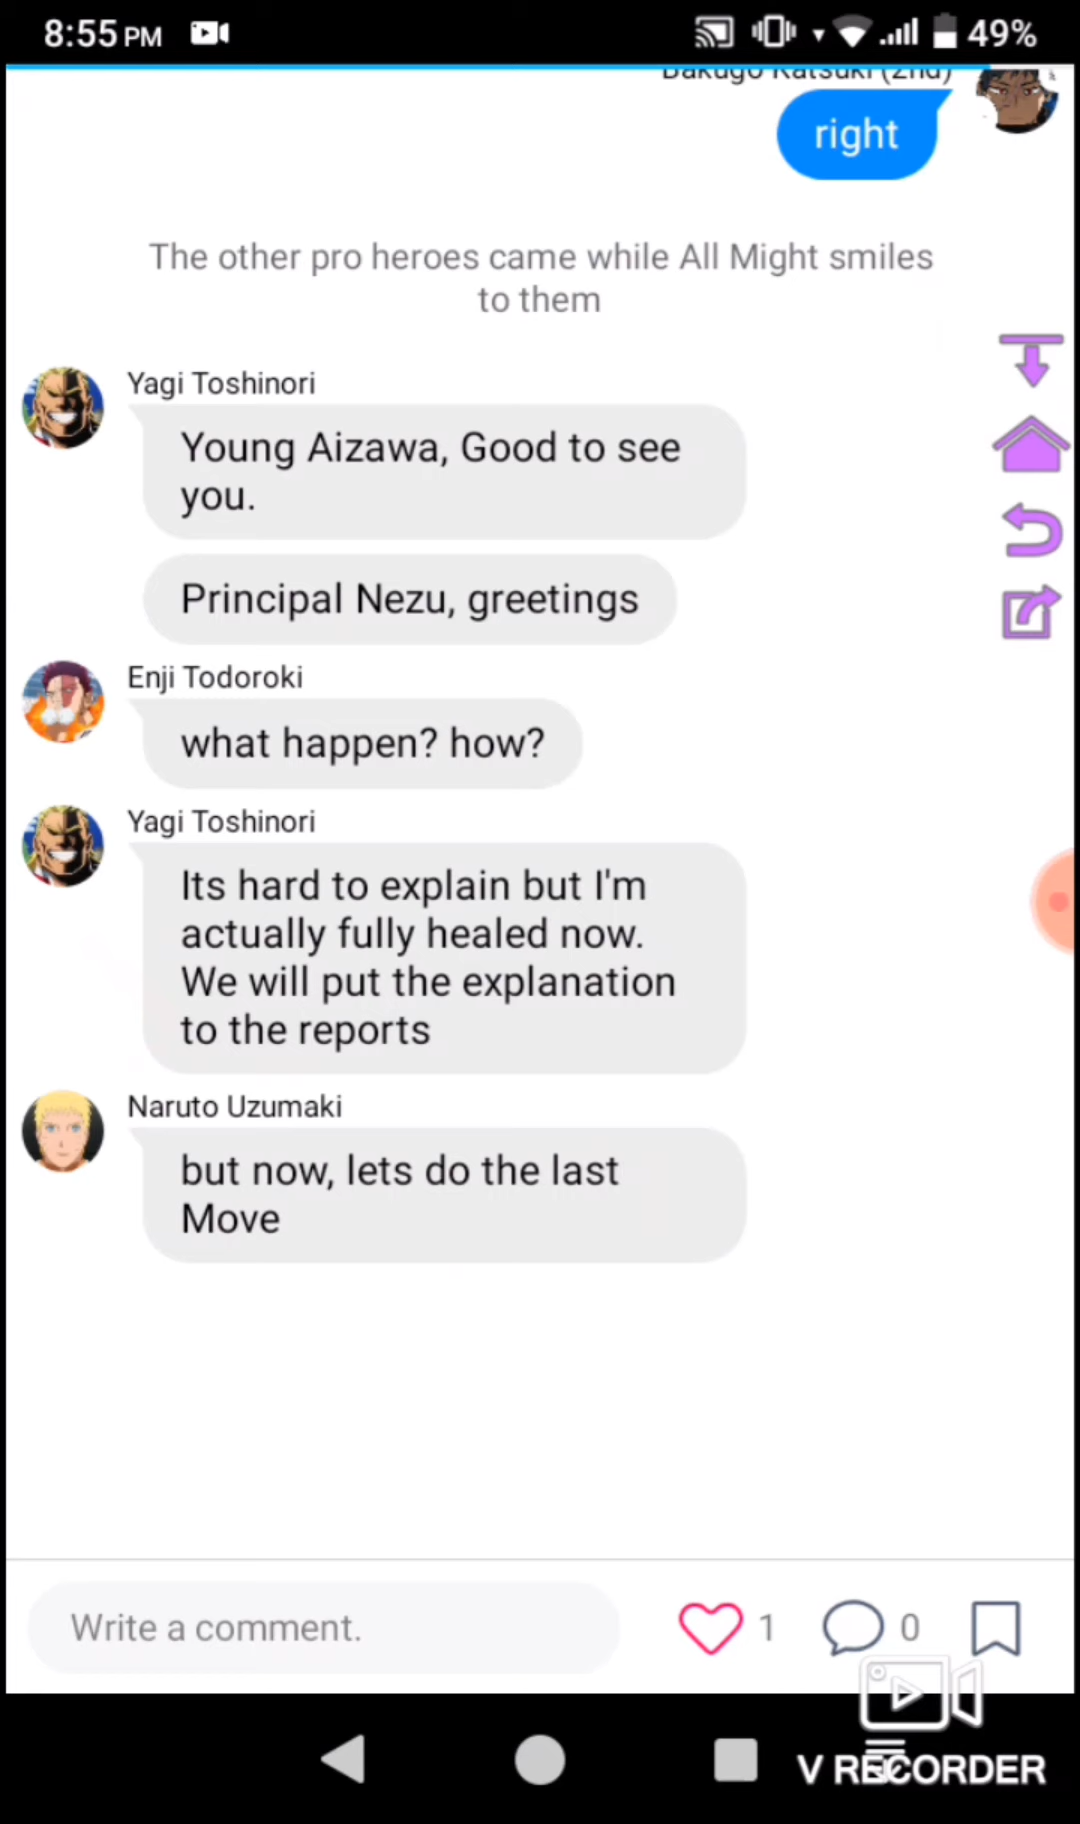 8:55 PM
49%
Bakugo Katsuki (2nd)
right
The other pro heroes came while All Might smiles
to them
Yagi Toshinori
Young Aizawa, Good to see
you.
Principal Nezu, greetings
Enji Todoroki
what happen? how?
Yagi Toshinori
Its hard to explain but I'm
actually fully healed now.
We will put the explanation
to the reports
Naruto Uzumaki
but now, lets do the last
Move
Write a comment.
1
0
V RECORDER